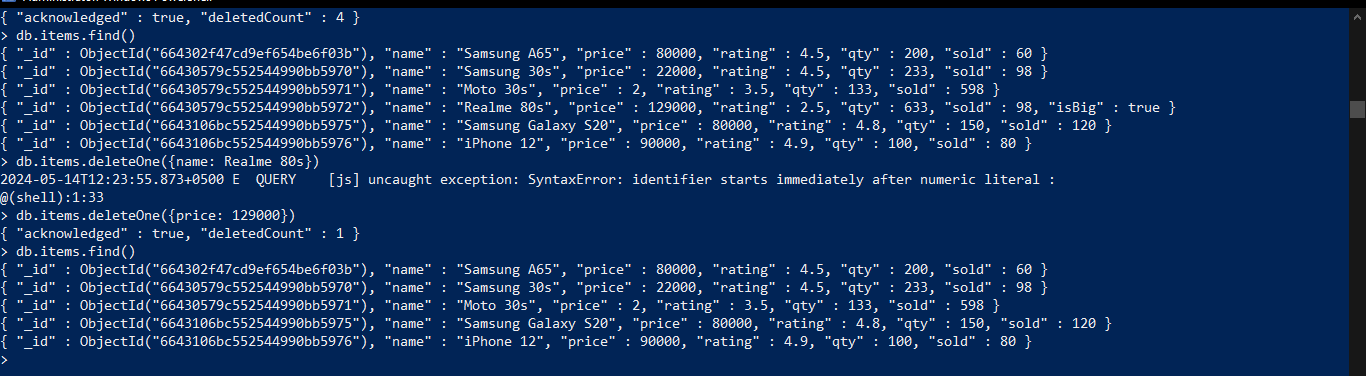 { "acknowledged" : true, "deletedCount" : 4 }
> db.items.find()
{ "_id" : ObjectId("664302f47cd9ef654be6f03b"), "name" : "Samsung A65", "price" : 80000, "rating" : 4.5, "qty" : 200, "sold" : 60 }
{ "_id" : ObjectId("66430579c552544990bb5970"), "name" : "Samsung 30s", "price" : 22000, "rating" : 4.5, "qty" : 233, "sold" : 98 }
{ "_id" : ObjectId("66430579c552544990bb5971"), "name" : "Moto 30s", "price" : 2, "rating" : 3.5, "qty" : 133, "sold" : 598 }
{ "_id" : ObjectId("66430579c552544990bb5972"), "name" : "Realme 80s", "price" : 129000, "rating" : 2.5, "qty" : 633, "sold" : 98, "isBig" : true }
{ "_id" : ObjectId("6643106bc552544990bb5975"), "name" : "Samsung Galaxy S20", "price" : 80000, "rating" : 4.8, "qty" : 150, "sold" : 120 }
{ "_id" : ObjectId("6643106bc552544990bb5976"), "name" : "iPhone 12", "price" : 90000, "rating" : 4.9, "qty" : 100, "sold" : 80 }
> db.items.deleteOne({name: Realme 80s})
2024-05-14T12:23:55.873+0500 E  QUERY    [js] uncaught exception: SyntaxError: identifier starts immediately after numeric literal :
@(shell):1:33
> db.items.deleteOne({price: 129000})
{ "acknowledged" : true, "deletedCount" : 1 }
> db.items.find()
{ "_id" : ObjectId("664302f47cd9ef654be6f03b"), "name" : "Samsung A65", "price" : 80000, "rating" : 4.5, "qty" : 200, "sold" : 60 }
{ "_id" : ObjectId("66430579c552544990bb5970"), "name" : "Samsung 30s", "price" : 22000, "rating" : 4.5, "qty" : 233, "sold" : 98 }
{ "_id" : ObjectId("66430579c552544990bb5971"), "name" : "Moto 30s", "price" : 2, "rating" : 3.5, "qty" : 133, "sold" : 598 }
{ "_id" : ObjectId("6643106bc552544990bb5975"), "name" : "Samsung Galaxy S20", "price" : 80000, "rating" : 4.8, "qty" : 150, "sold" : 120 }
{ "_id" : ObjectId("6643106bc552544990bb5976"), "name" : "iPhone 12", "price" : 90000, "rating" : 4.9, "qty" : 100, "sold" : 80 }
>